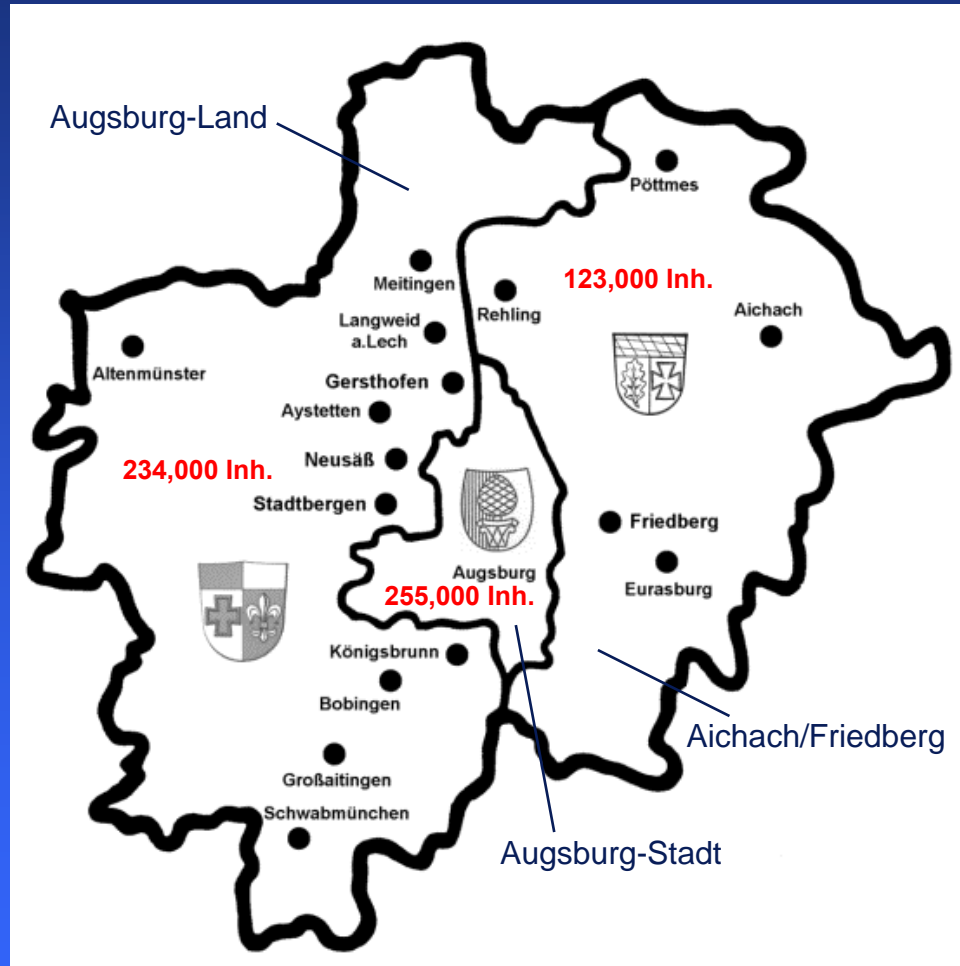 Augsburg-Land
Pöttmes
Meitingen
123,000 Inh.
Rehling
Aichach
Langweid
a.Lech
Altenmünster
Gersthofen
Aystetten
234,000 Inh.
Neusäß
Stadtbergen
Friedberg
Augsburg
Eurasburg
255,000 Inh.
Königsbrunn
Bobingen
Aichach/Friedberg
Großaitingen
Schwabmünchen
Augsburg-Stadt